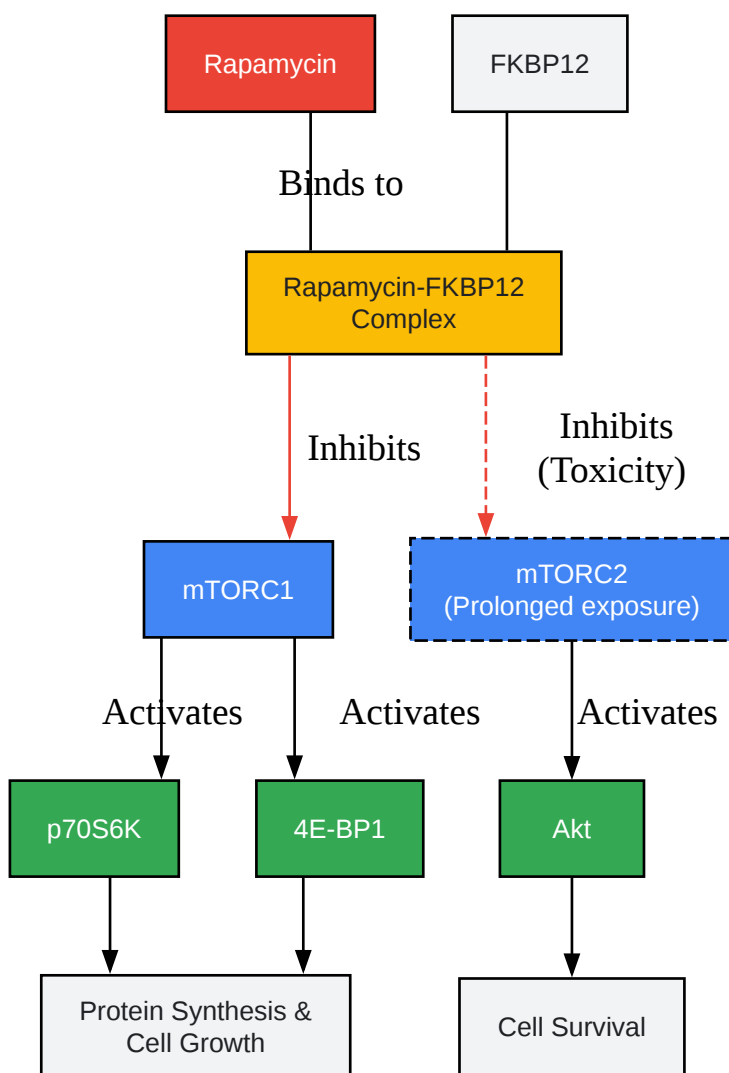 Rapamycin
FKBP12
Binds to
Rapamycin-FKBP12
Complex
Inhibits
Inhibits
(Toxicity)
mTORC1
mTORC2
(Prolonged exposure)
Activates
Activates
Activates
p70S6K
4E-BP1
Akt
Protein Synthesis &
Cell Growth
Cell Survival